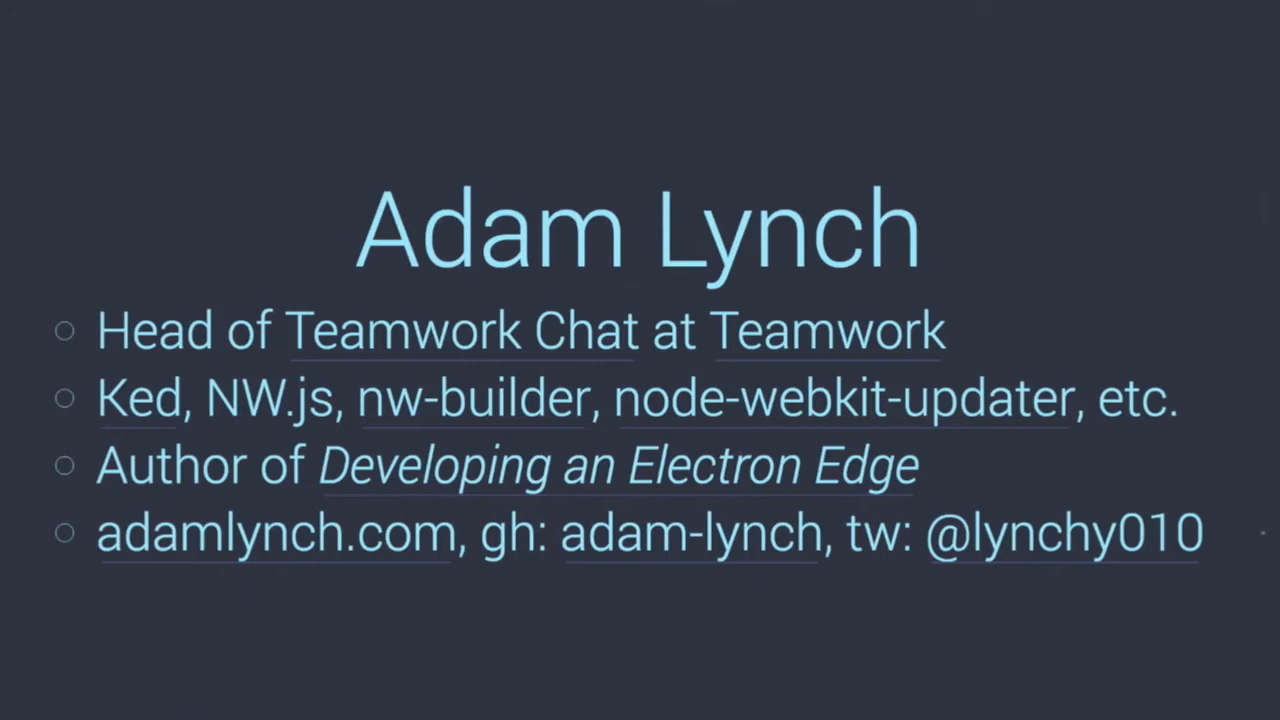 Adam Lynch
Head of Teamwork Chat at Teamwork
Ked, NW.js, nw-builder, node-webkit-updater, etc.
Author of Developing an Electron Edge
adamlynch.com, gh: adam-lynch, tw: @lynchy010